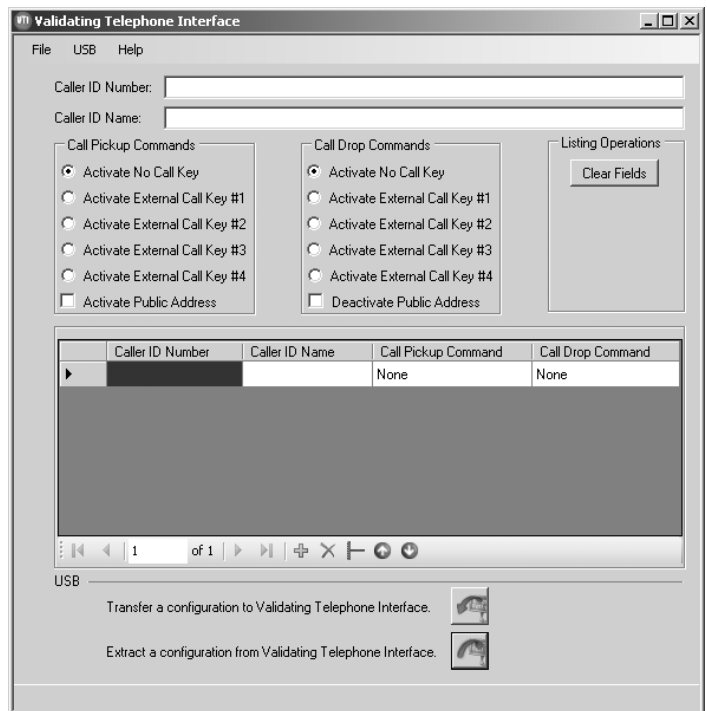 VTI Validating Telephone Interface
File USB Help
Caller ID Number:
Caller ID Name:
Call Pickup Commands
Activate No Call Key
Activate External Call Key #1
Activate External Call Key #2
Activate External Call Key #3
Activate External Call Key #4
Activate Public Address
Call Drop Commands
Activate No Call Key
Activate External Call Key #1
Activate External Call Key #2
Activate External Call Key #3
Activate External Call Key #4
Deactivate Public Address
Listing Operations
Clear Fields
Caller ID Number Caller ID Name Call Pickup Command Call Drop Command
None None
1 of 1
USB
Transfer a configuration to Validating Telephone Interface.
Extract a configuration from Validating Telephone Interface.